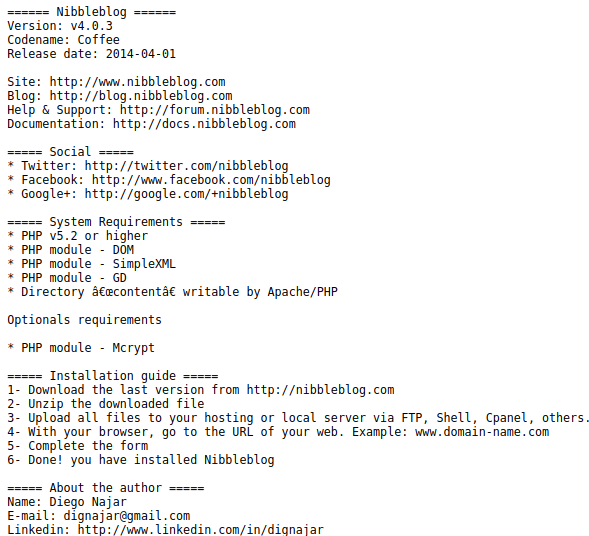 ====== Nibbleblog ======
Version: v4.0.3
Codename: Coffee
Release date: 2014-04-01
Site: http://www.nibbleblog.com
Blog: http://blog.nibbleblog.com
Help & Support: http://forum.nibbleblog.com
Documentation: http://docs.nibbleblog.com
===== Social =====
* Twitter: http://twitter.com/nibbleblog
* Facebook: http://www.facebook.com/nibbleblog
* Google+: http://google.com/+nibbleblog
===== System Requirements =====
* PHP v5.2 or higher
* PHP module - DOM
* PHP module - SimpleXML
* PHP module - GD
* Directory â€œcontentâ€ writable by Apache/PHP
Optionals requirements
* PHP module - Mcrypt
===== Installation guide =====
1- Download the last version from http://nibbleblog.com
2- Unzip the downloaded file
3- Upload all files to your hosting or local server via FTP, Shell, Cpanel, others.
4- With your browser, go to the URL of your web. Example: www.domain-name.com
5- Complete the form
6- Done! you have installed Nibbleblog
===== About the author =====
Name: Diego Najar
E-mail: dignajar@gmail.com
Linkedin: http://www.linkedin.com/in/dignajar